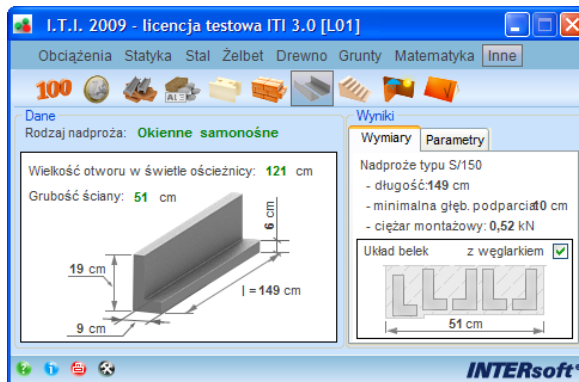 I.T.I. 2009 - licencja testowa ITI 3.0 [L01]
Obciążenia Statyka Stal Żelbet Drewno Grunty Matematyka Inne
100
Dane
Rodzaj nadproża: Okienne samonośne
Wielkość otworu w świetle ościeżnicy: 121 cm
Grubość ściany: 51 cm
6 cm
19 cm
l = 149 cm
9 cm
Wyniki
Wymiary Parametry
Nadproże typu S/150
- długość:149 cm
- minimalna głęb. podparcia:10 cm
- ciężar montażowy: 0,52 kN
Układ belek z węglarkiem
51 cm
INTERsoft